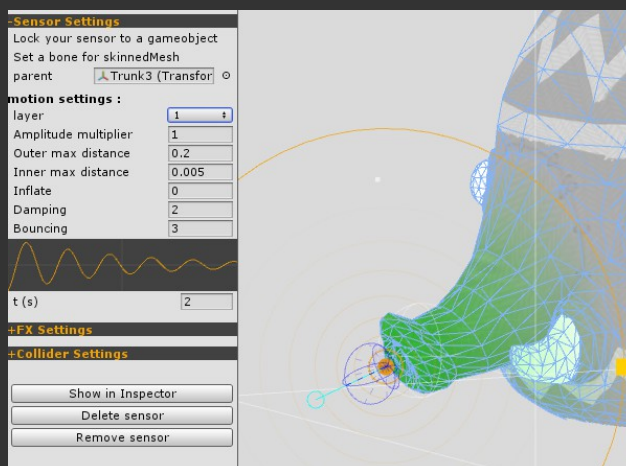 -Sensor Settings
Lock your sensor to a gameobject
Set a bone for skinnedMesh
parent Trunk3 (Transfor
motion settings :
layer 1
Amplitude multiplier 1
Outer max distance 0.2
Inner max distance 0.005
Inflate 0
Damping 2
Bouncing 3
t (s) 2
+FX Settings
+Collider Settings
Show in Inspector
Delete sensor
Remove sensor